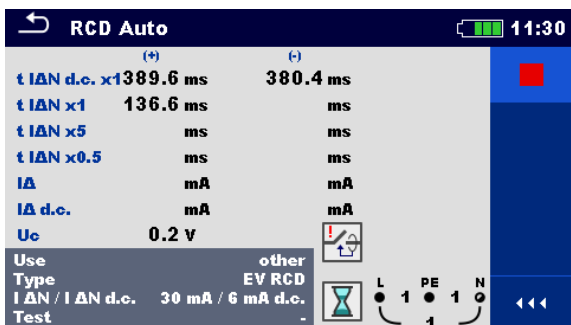 RCD Auto 11:30
(+) (-)
t IΔN d.c. x1 389.6 ms 380.4 ms
t IΔN x1 136.6 ms ms
t IΔN x5 ms ms
t IΔN x0.5 ms ms
IΔ mA mA
IΔ d.c. mA mA
Uc 0.2 V
Use other
Type EV RCD
I ΔN / I ΔN d.c. 30 mA / 6 mA d.c.
Test -
L PE N
1 1
1